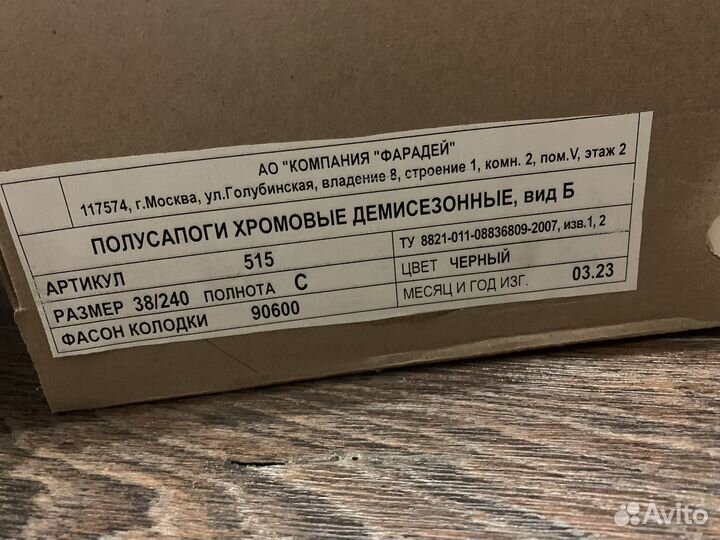 АО "КОМПАНИЯ "ФАРАДЕЙ"
117574, г.Москва, ул.Голубинская, владение 8, строение 1, комн. 2, пом.V, этаж 2
ПОЛУСАПОГИ ХРОМОВЫЕ ДЕМИСЕЗОННЫЕ, вид Б
АРТИКУЛ 515 ТУ 8821-011-08836809-2007, изв.1, 2
РАЗМЕР 38/240 ПОЛНОТА С ЦВЕТ ЧЕРНЫЙ
ФАСОН КОЛОДКИ 90600 МЕСЯЦ И ГОД ИЗГ. 03.23
Avito